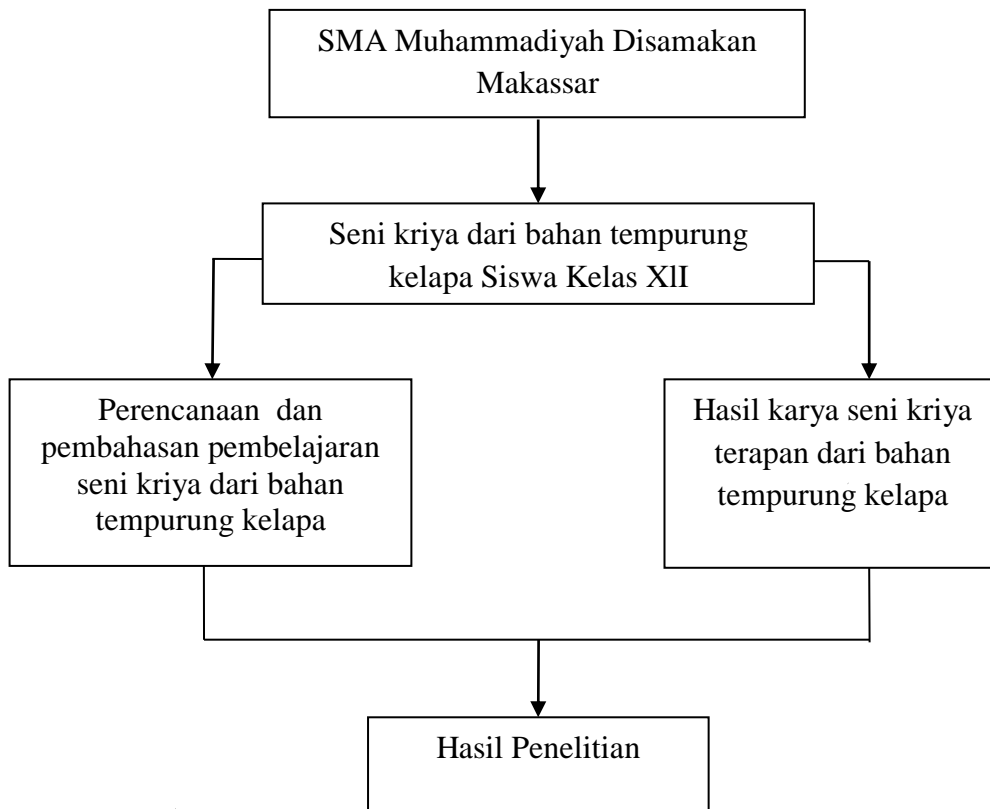 SMA Muhammadiyah Disamakan
Makassar
Seni kriya dari bahan tempurung
kelapa Siswa Kelas XlI
Perencanaan dan
pembahasan pembelajaran
seni kriya dari bahan
tempurung kelapa
Hasil karya seni kriya
terapan dari bahan
tempurung kelapa
Hasil Penelitian